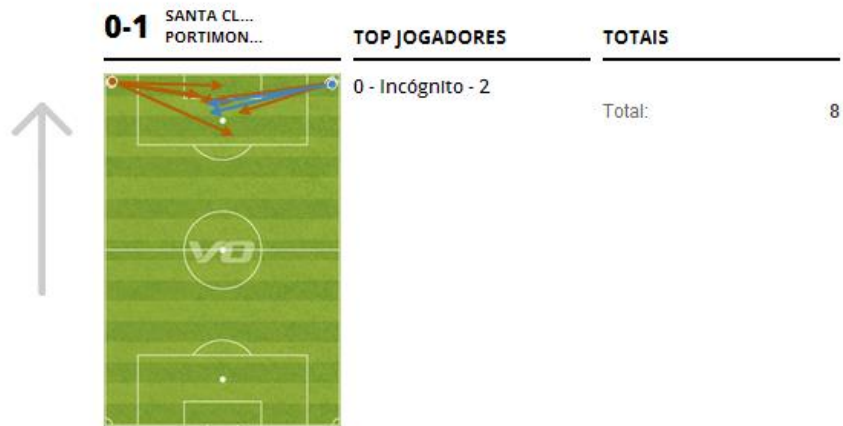 0-1
SANTA CL...
PORTIMON...
TOP JOGADORES
TOTAIS
0 - Incógnito - 2
Total: 8
VO